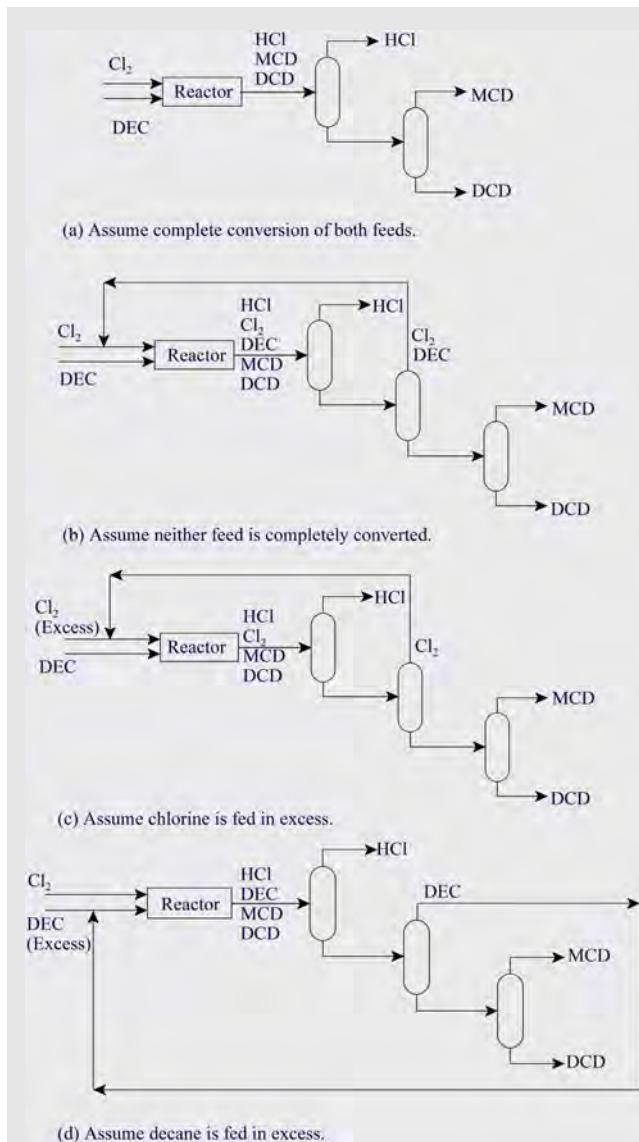 HCl
MCD
DCD
HCl
Cl₂
Reactor
MCD
DEC
DCD
(a) Assume complete conversion of both feeds.
HCl
Cl₂
DEC
MCD
DCD
HCl
Cl₂
Reactor
Cl₂
DEC
DEC
MCD
DCD
(b) Assume neither feed is completely converted.
Cl₂
(Excess)
HCl
Cl₂
MCD
DCD
HCl
Reactor
DEC
Cl₂
MCD
DCD
(c) Assume chlorine is fed in excess.
HCl
DEC
MCD
DCD
HCl
Cl₂
Reactor
DEC
DEC
(Excess)
MCD
DCD
(d) Assume decane is fed in excess.